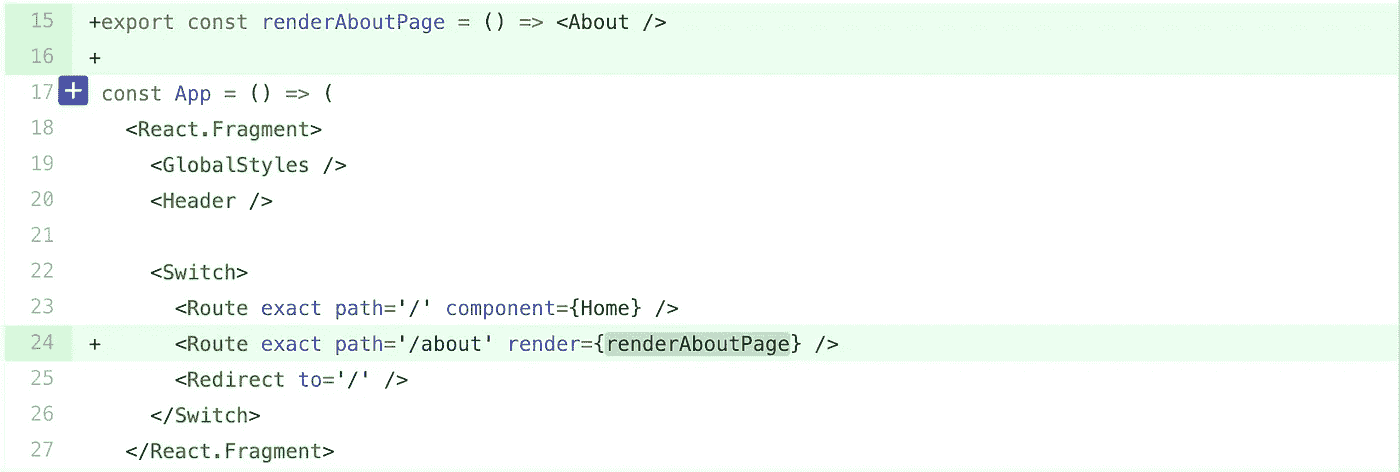 15 +export const renderAboutPage = () => <About />
16 +
17 + const App = () => (
18 <React.Fragment>
19 <GlobalStyles />
20 <Header />
21
22 <Switch>
23 <Route exact path='/' component={Home} />
24 + <Route exact path='/about' render={renderAboutPage} />
25 <Redirect to='/' />
26 </Switch>
27 </React.Fragment>